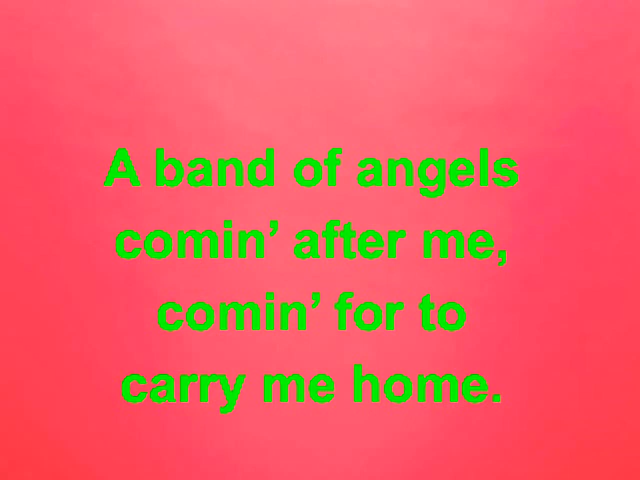 A band of angels
comin’ after me,
comin’ for to
carry me home.